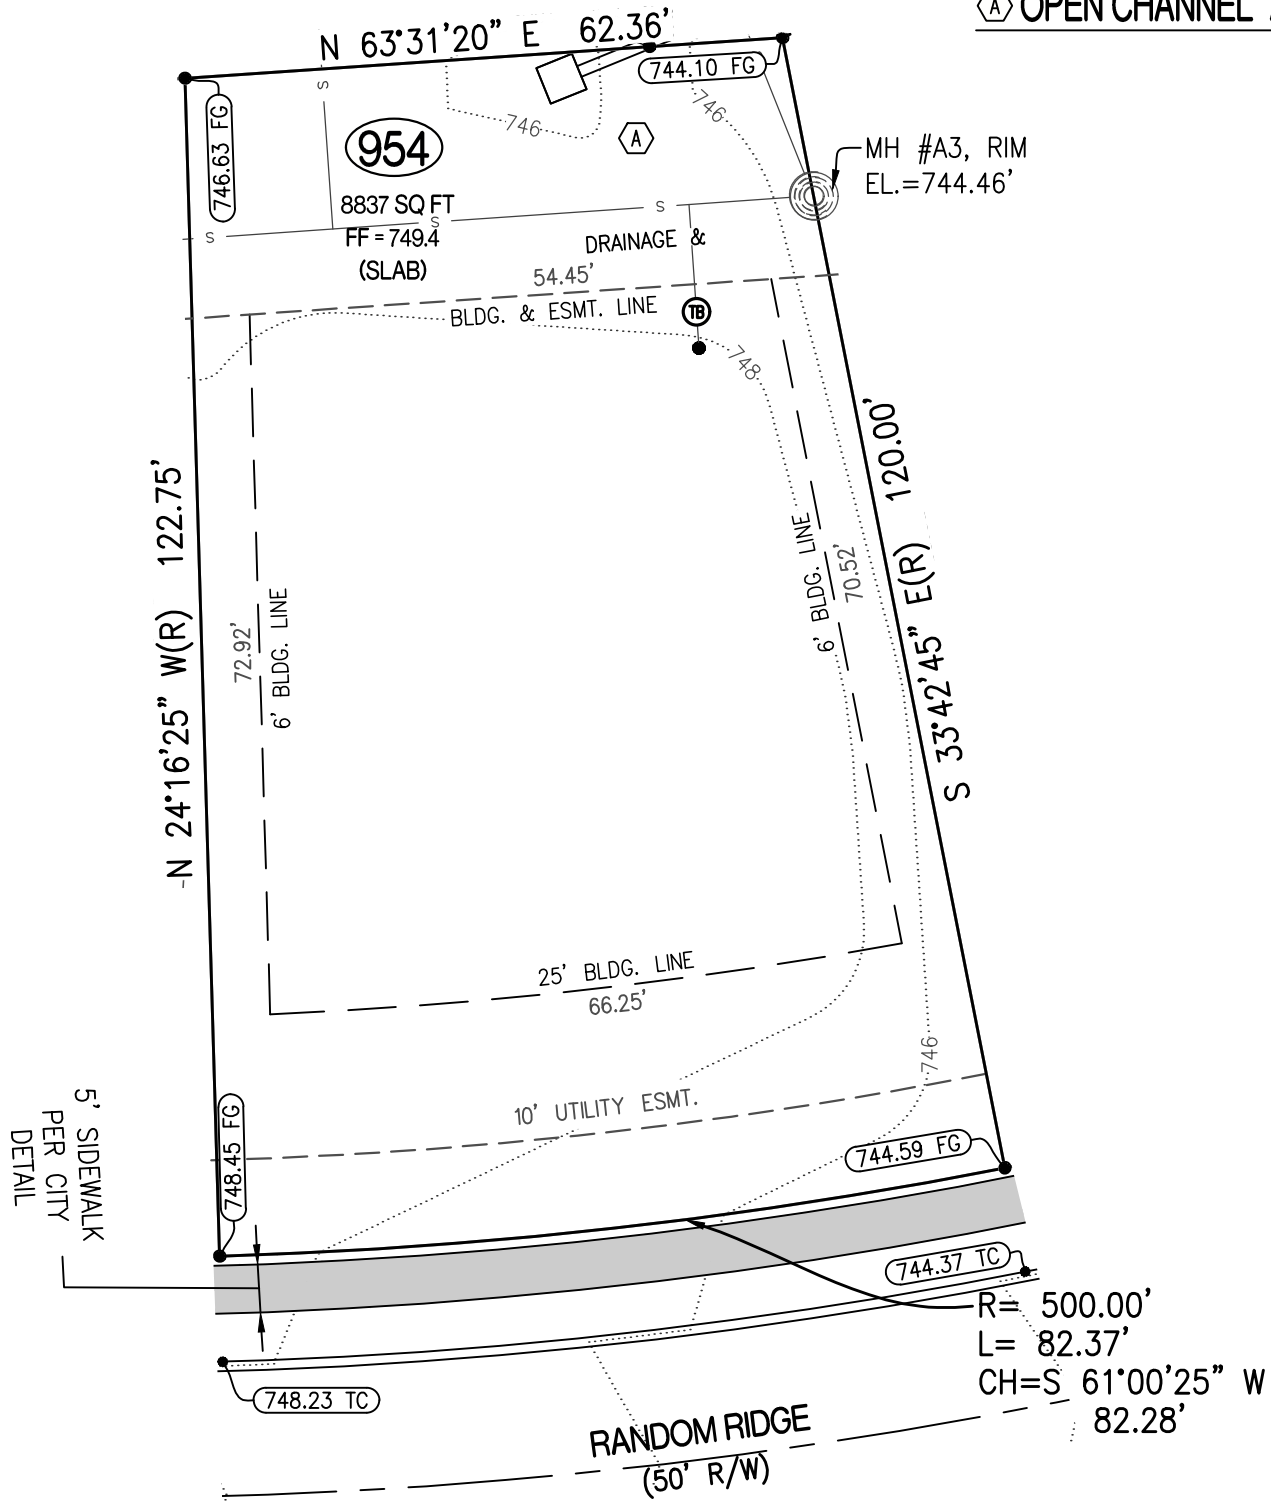 A OPEN CHANNEL
N 63°31'20" E 62.36'
744.10 FG
746.63 FG
746
746
A
954
8837 SQ FT
FF = 749.4
(SLAB)
MH #A3, RIM
EL.=744.46'
S
S
S
S
DRAINAGE &
54.45'
BLDG. & ESMT. LINE
TB
748
N 24°16'25" W(R) 122.75'
S 33°42'45" E(R) 120.00'
72.92'
6' BLDG. LINE
6' BLDG. LINE
70.52'
25' BLDG. LINE
66.25'
746
10' UTILITY ESMT.
5' SIDEWALK
PER CITY
DETAIL
748.45 FG
744.59 FG
744.37 TC
748.23 TC
R= 500.00'
L= 82.37'
CH=S 61°00'25" W
82.28'
RANDOM RIDGE
(50' R/W)